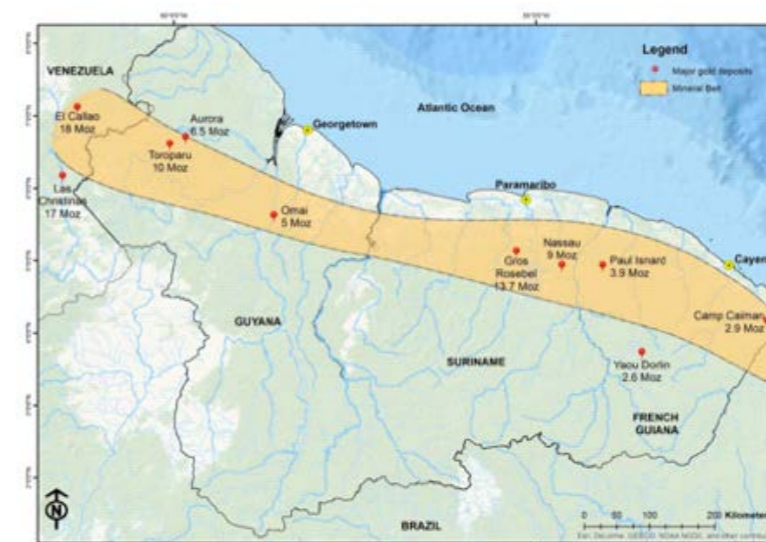 Legend
Major gold deposits
Mineral Belt
VENEZUELA
El Callao
18 Moz
Aurora
6.5 Moz
Toroparu
10 Moz
Georgetown
Atlantic Ocean
Las
Christinas
17 Moz
Omai
5 Moz
Paramaribo
Nassau
9 Moz
Gros
Rosebel
13.7 Moz
Paul Isnard
3.9 Moz
Cayen
Camp Caiman
2.9 Moz
GUYANA
SURINAME
Yaou Dorlin
2.6 Moz
FRENCH
GUIANA
BRAZIL
N
0 50 100 200 Kilometer